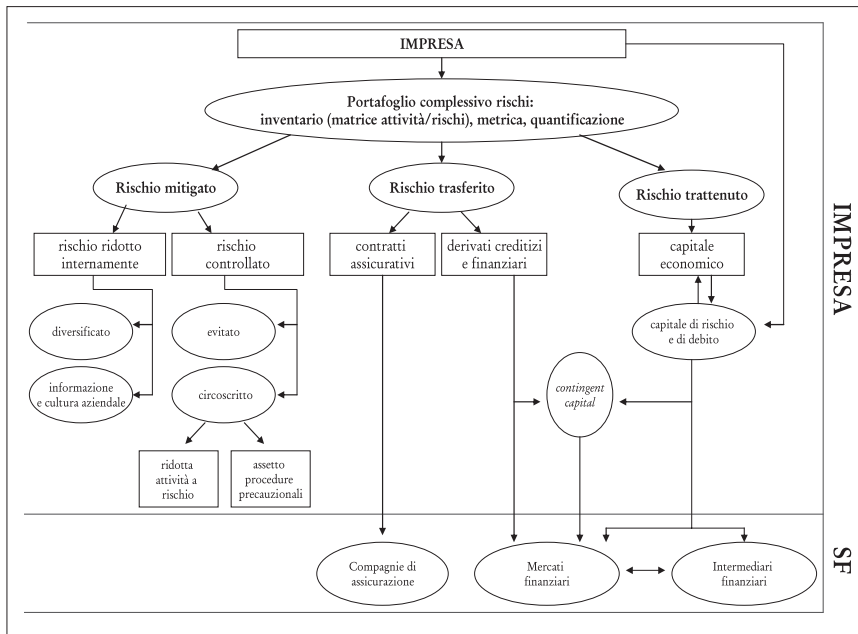 IMPRESA
Portafoglio complessivo rischi:
inventario (matrice attività/rischi), metrica, quantificazione
Rischio mitigato
Rischio trasferito
Rischio trattenuto
rischio ridotto
internamente
rischio
controllato
contratti
assicurativi
derivati creditizi
e finanziari
capitale
economico
diversificato
evitato
capitale di rischio
e di debito
informazione
e cultura aziendale
circoscritto
contingent
capital
ridotta
attività a
rischio
assetto
procedure
precauzionali
IMPRESA
Compagnie di
assicurazione
Mercati
finanziari
Intermediari
finanziari
SF